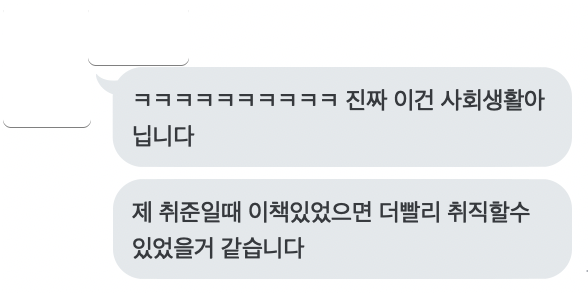 ㅋㅋㅋㅋㅋㅋㅋㅋㅋㅋ 진짜 이건 사회생활아
닙니다
제 취준일때 이책있었으면 더빨리 취직할수
있었을거 같습니다